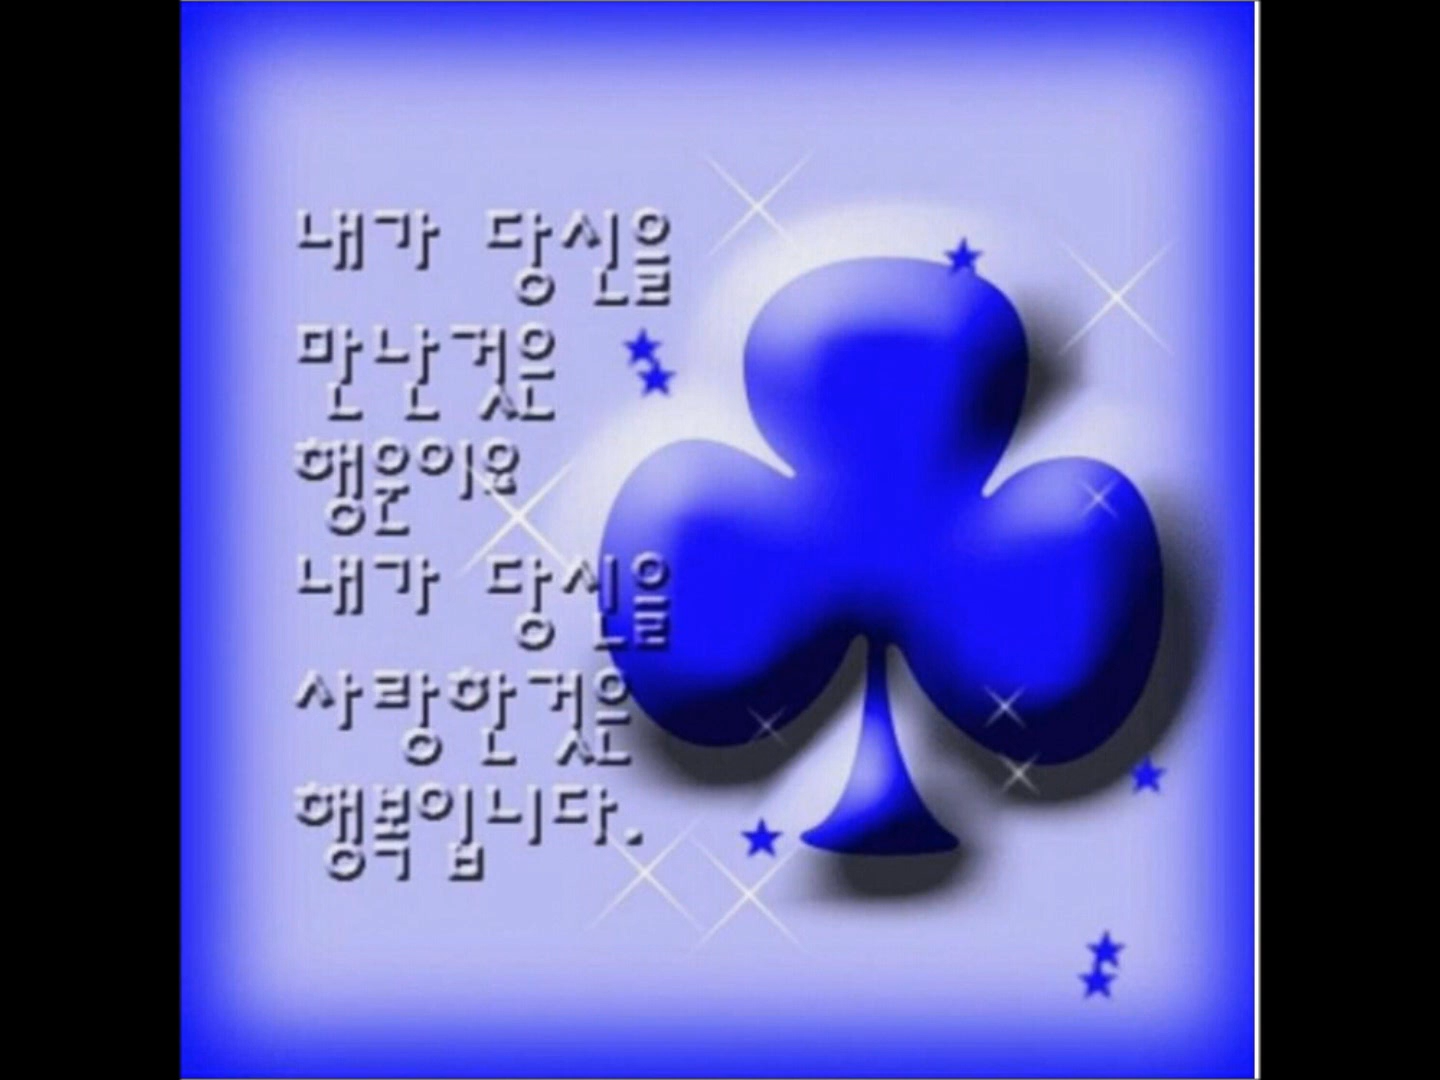 내가 당신을
만난것은
행운이요
내가 당신을
사랑한것은
행복입니다.